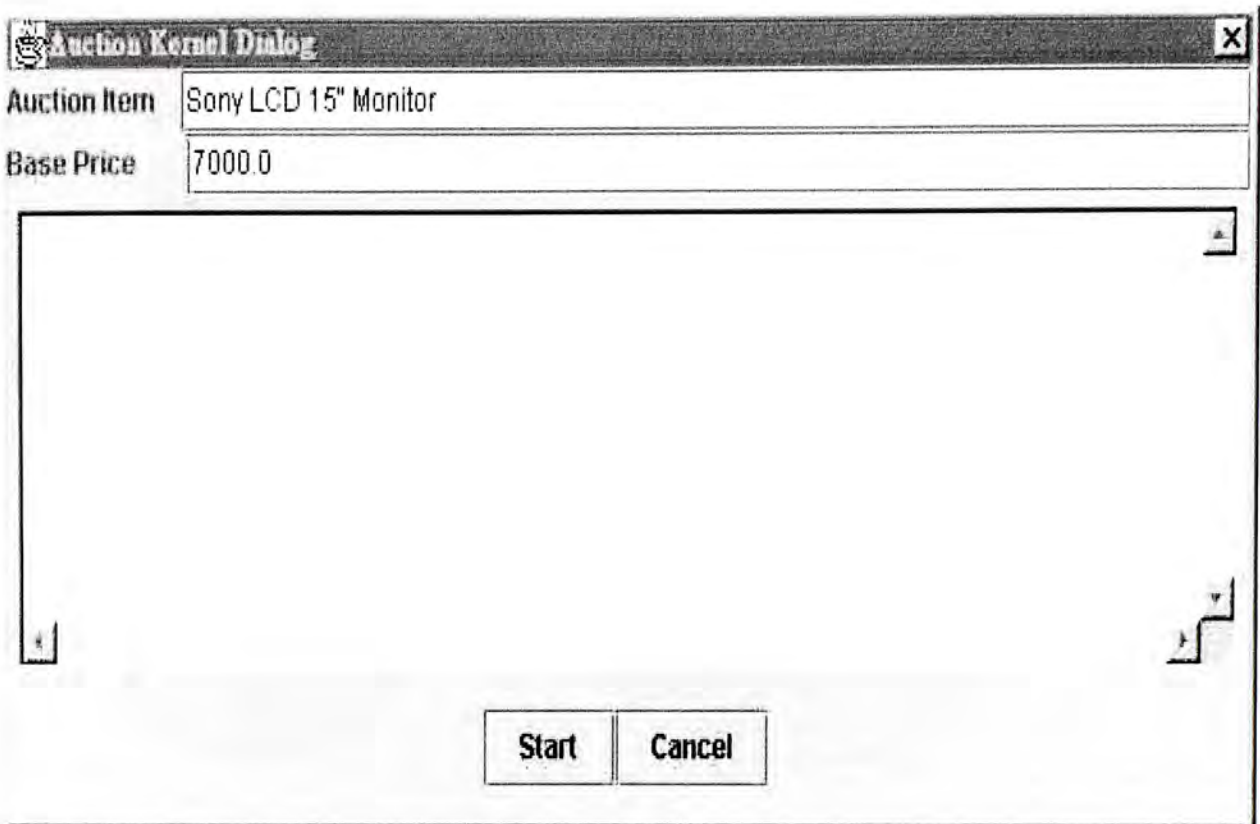 Auction Kernel Dialog
Auction Item Sony LCD 15" Monitor
Base Price 7000.0
Start Cancel